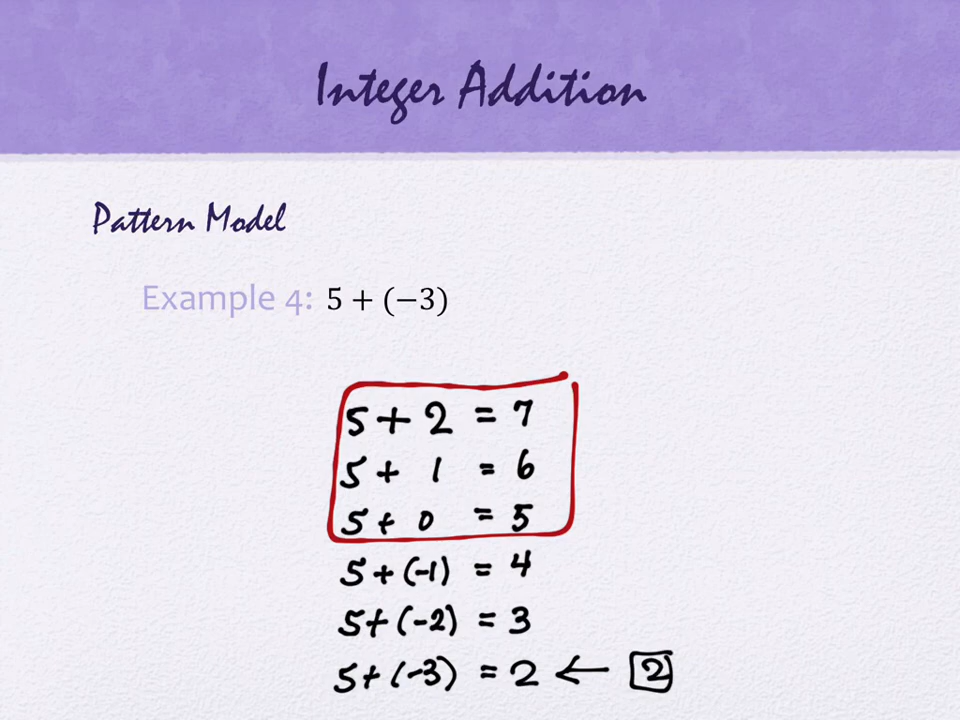 Integer Addition
Pattern Model
Example 4: 5 + (−3)
5 + 2 = 7
5 + 1 = 6
5 + 0 = 5
5 + (-1) = 4
5 + (-2) = 3
5 + (-3) = 2 ← 2